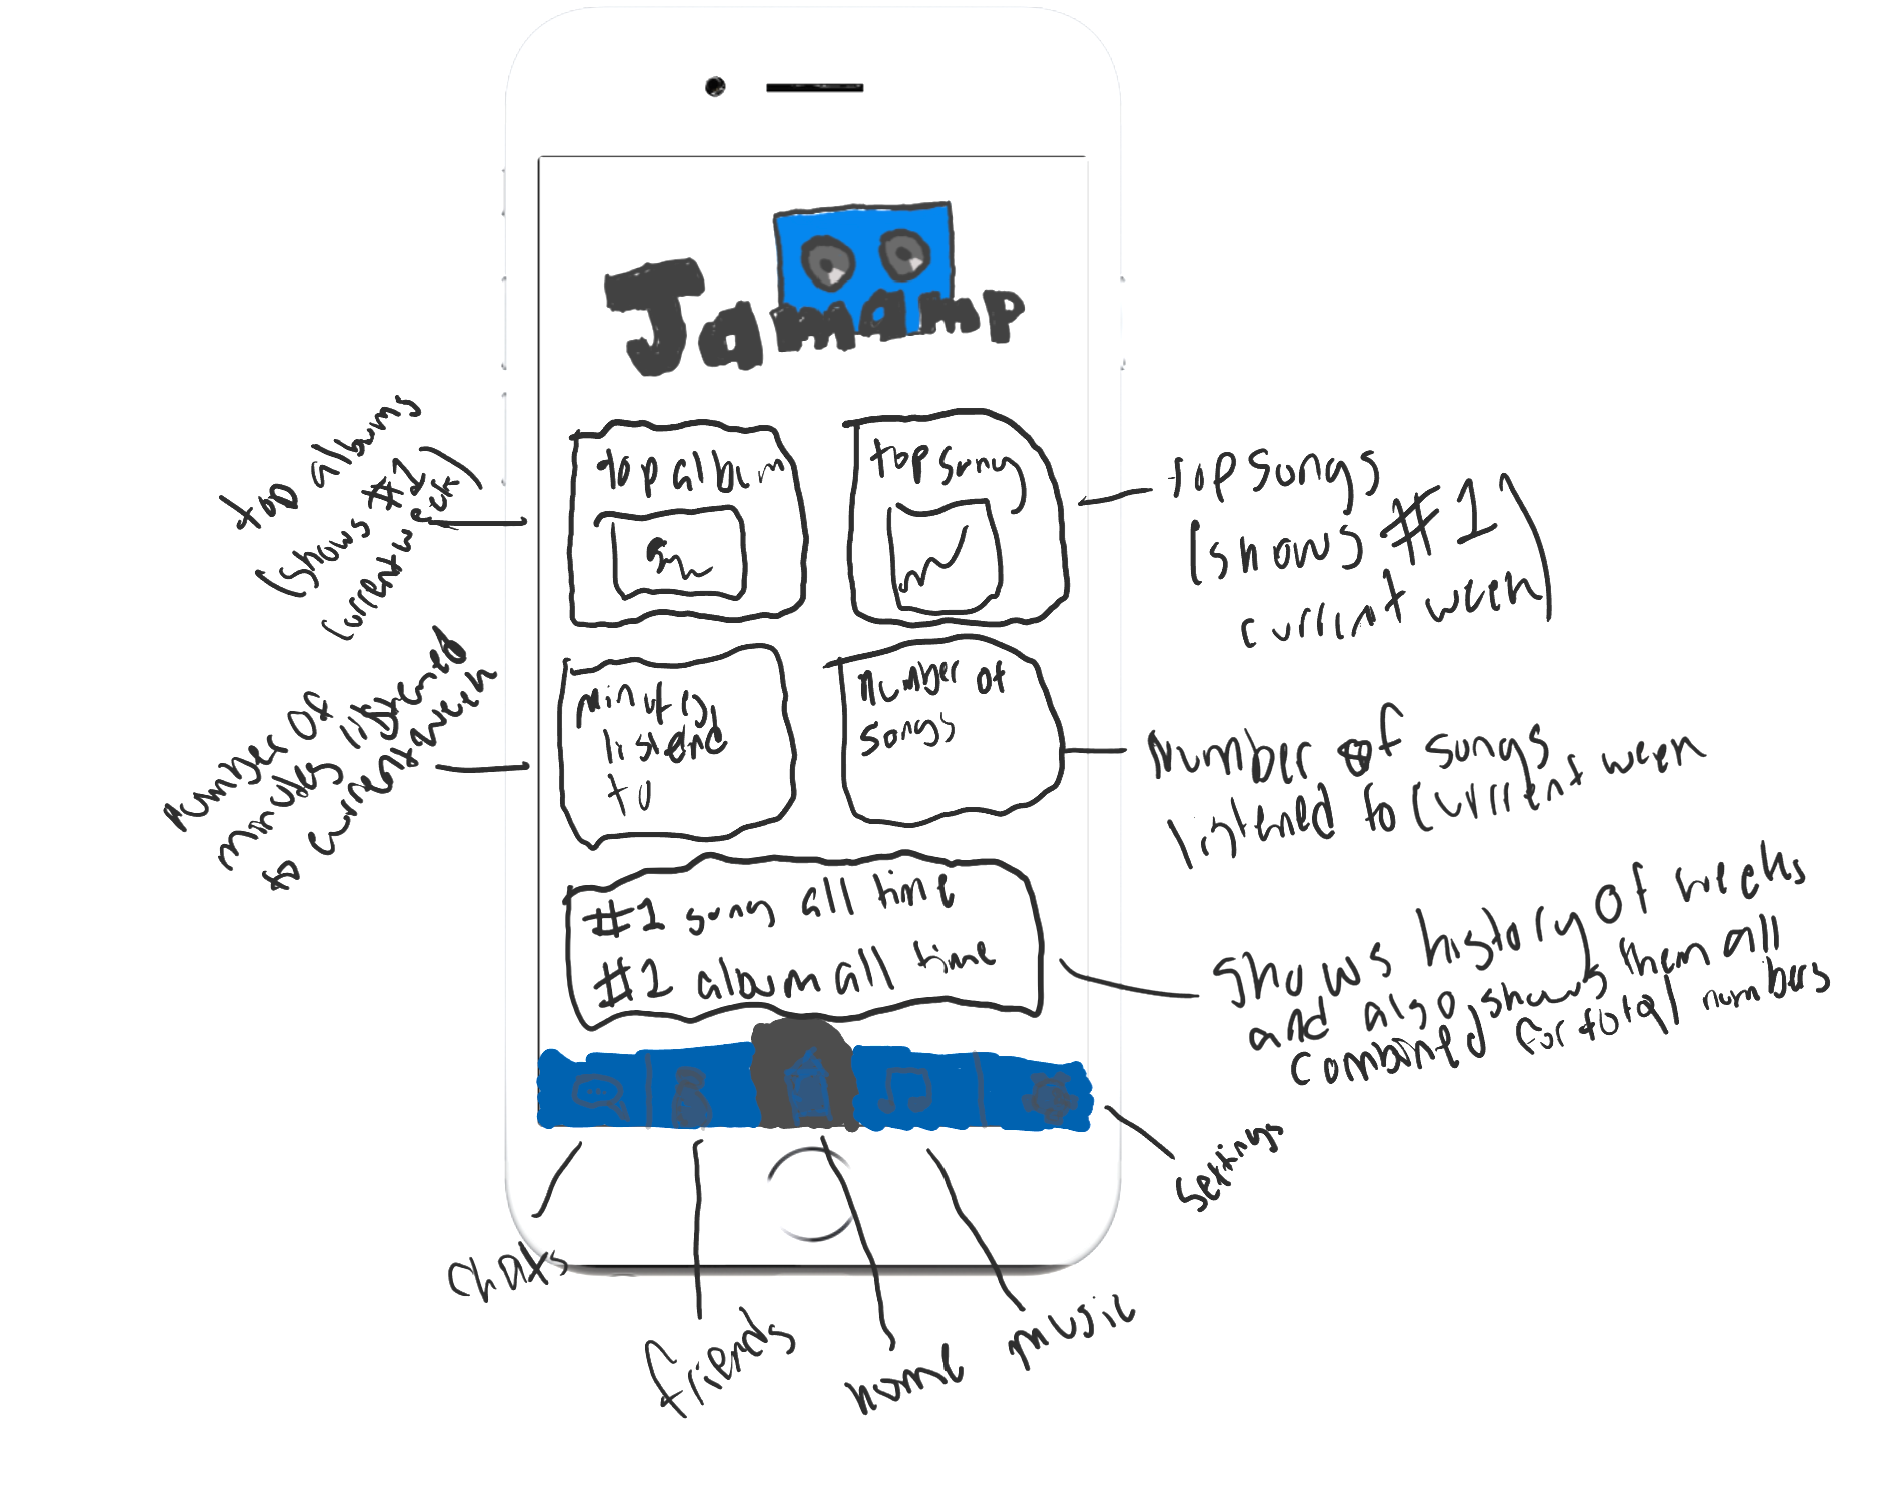 Jamamp
top album
top song
minutes
listend
to
number of
songs
#1 song all time
#1 album all time
top albums
(shows #1
current week)
number of
minutes listened
to current week
top songs
(shows #1
current week)
Number of songs
listened to current week
shows history of weeks
and also shows them all
combined for total numbers
settings
chats
friends
home
music